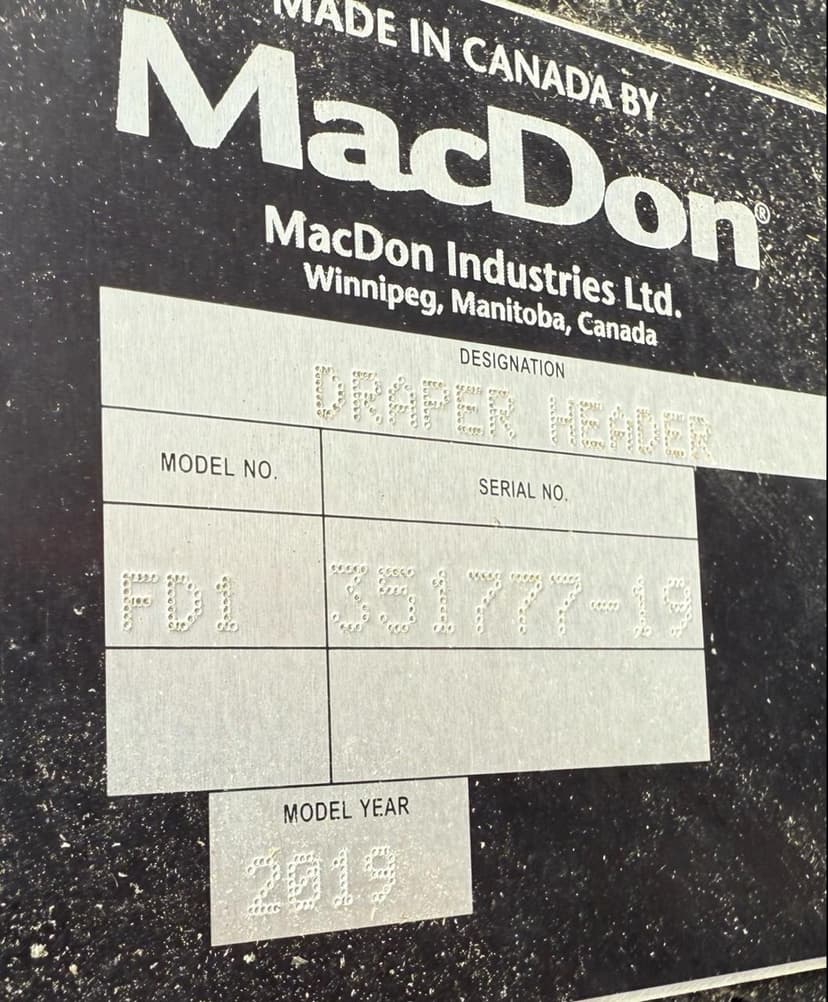 MADE IN CANADA BY
MacDon®
MacDon Industries Ltd.
Winnipeg, Manitoba, Canada
DESIGNATION
DRAPER HEADER
MODEL NO. SERIAL NO.
FD1 351777-19
MODEL YEAR
2019